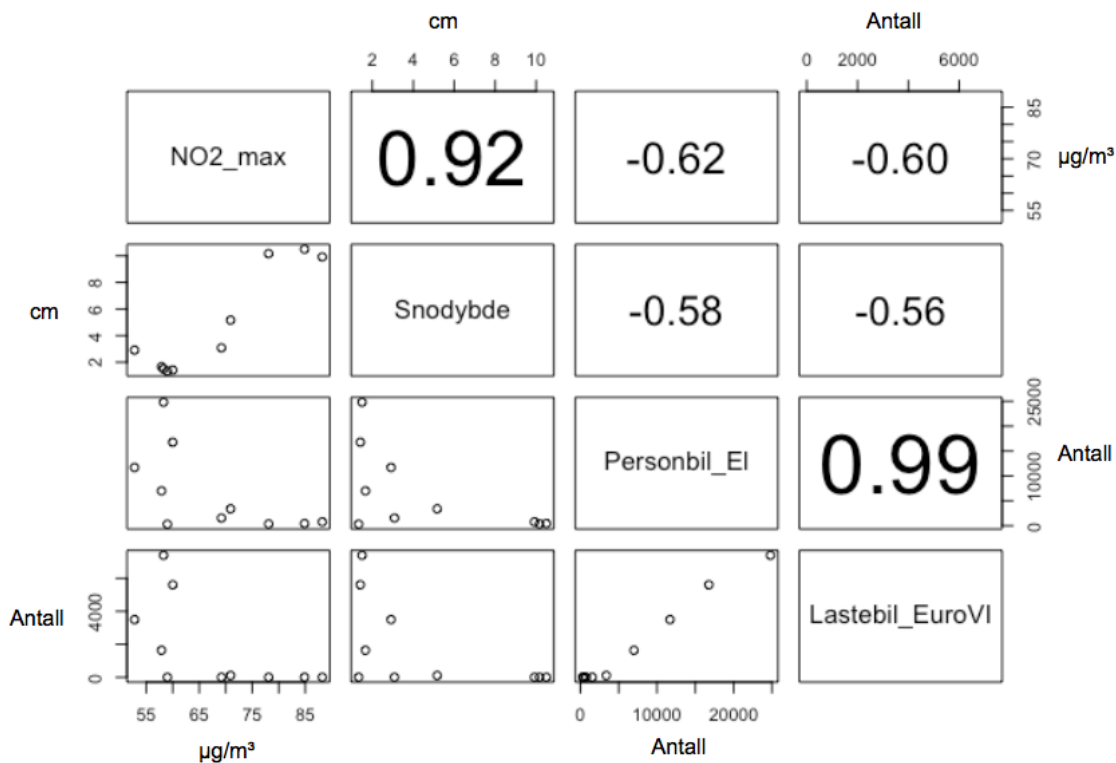 cm Antall
2 4 6 8 10 0 2000 6000
NO2_max 0.92 -0.62 -0.60 55 70 85 µg/m³
cm 2 4 6 8 Snodybde -0.58 -0.56
Personbil_El 0.99 0 10000 25000 Antall
Antall 0 4000 Lastebil_EuroVI
55 65 75 85 0 10000 20000
µg/m³ Antall